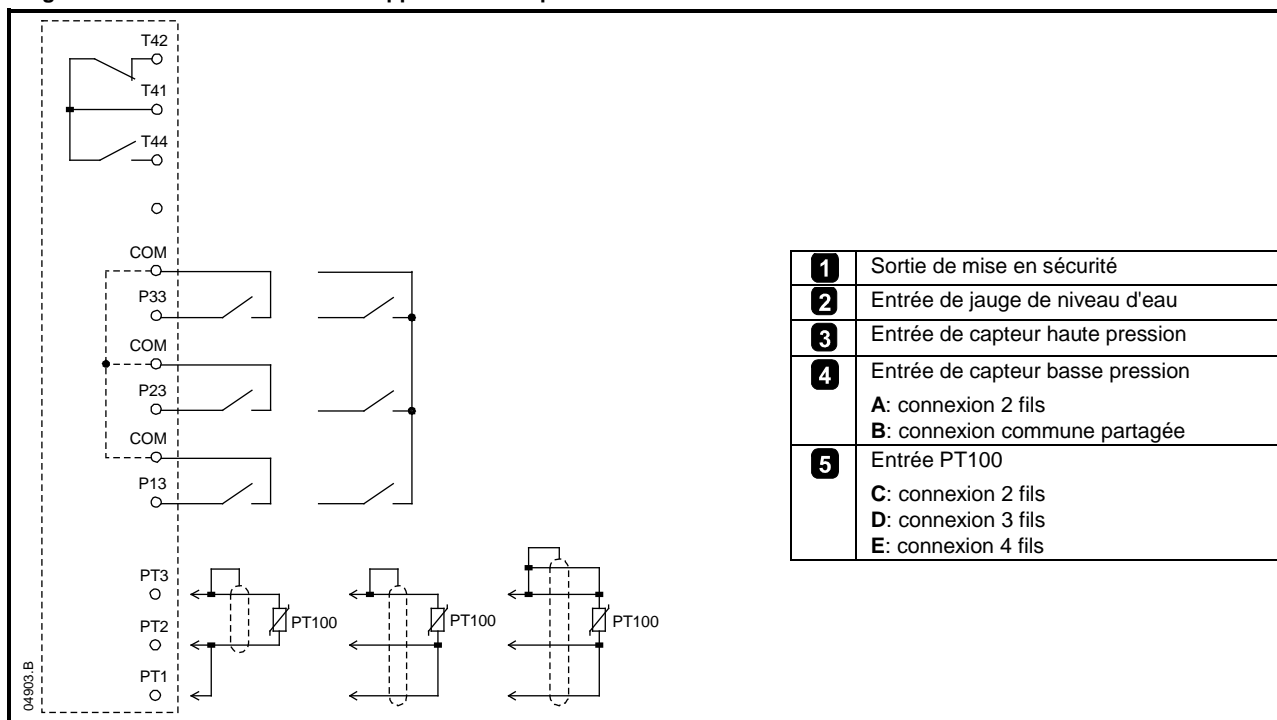 T42
T41
T44
COM
P33
COM
P23
COM
P13
PT3
PT2
PT1
PT100
PT100
PT100
04903.B
1 Sortie de mise en sécurité
2 Entrée de jauge de niveau d'eau
3 Entrée de capteur haute pression
4 Entrée de capteur basse pression
A: connexion 2 fils
B: connexion commune partagée
5 Entrée PT100
C: connexion 2 fils
D: connexion 3 fils
E: connexion 4 fils